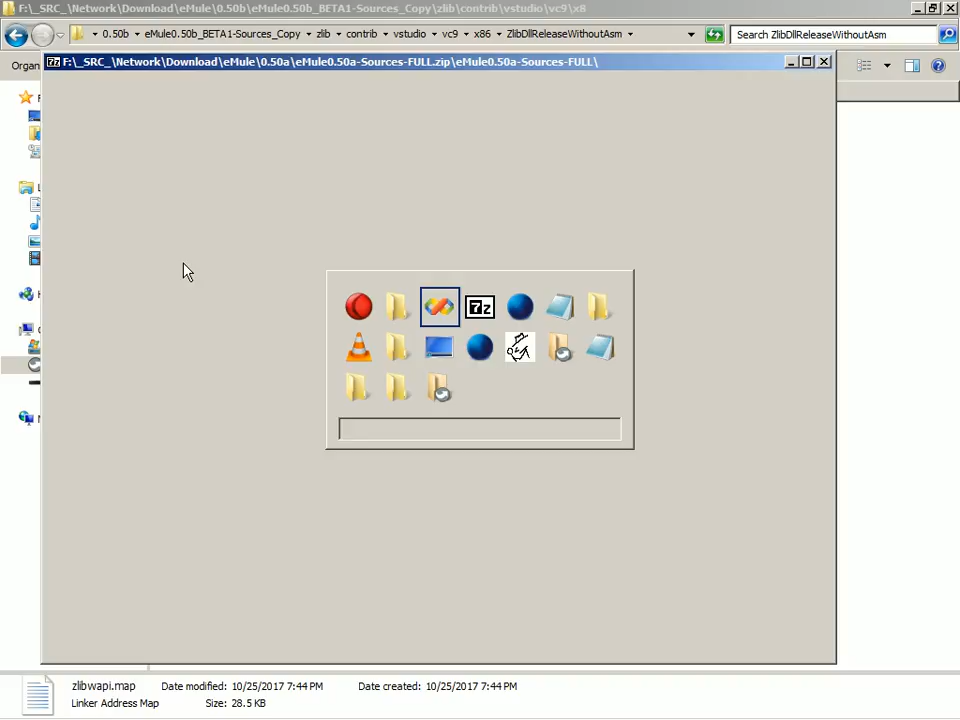 F:\_SRC_\Network\Download\eMule\0.50b\eMule0.50b_BETA1-Sources_Copy\zlib\contrib\vstudio\vc9\x8
0.50b eMule0.50b_BETA1-Sources_Copy zlib contrib vstudio vc9 x86 ZlibDllReleaseWithoutAsm
Search ZlibDllReleaseWithoutAsm
Organ
7z F:\_SRC_\Network\Download\eMule\0.50a\eMule0.50a-Sources-FULL.zip\eMule0.50a-Sources-FULL\
7z
zlibwapi.map Date modified: 10/25/2017 7:44 PM Date created: 10/25/2017 7:44 PM
Linker Address Map Size: 28.5 KB